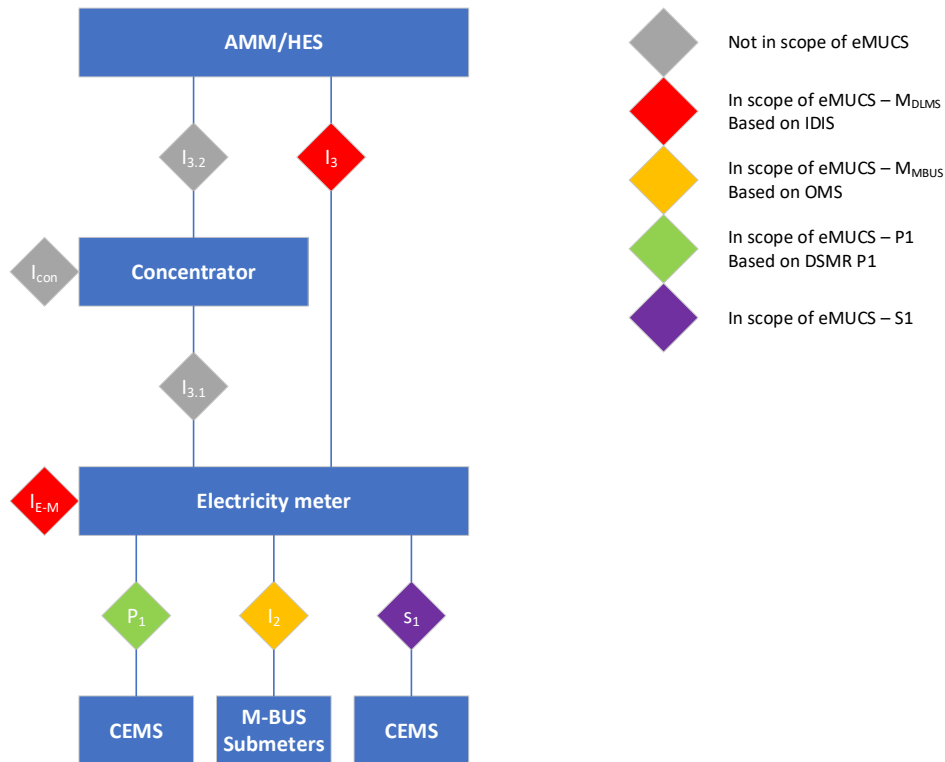 AMM/HES
I3.2
I3
Icon
Concentrator
I3.1
IE-M
Electricity meter
P1
I2
S1
CEMS
M-BUS
Submeters
CEMS
Not in scope of eMUCS
In scope of eMUCS – MDLMS
Based on IDIS
In scope of eMUCS – MMBUS
Based on OMS
In scope of eMUCS – P1
Based on DSMR P1
In scope of eMUCS – S1